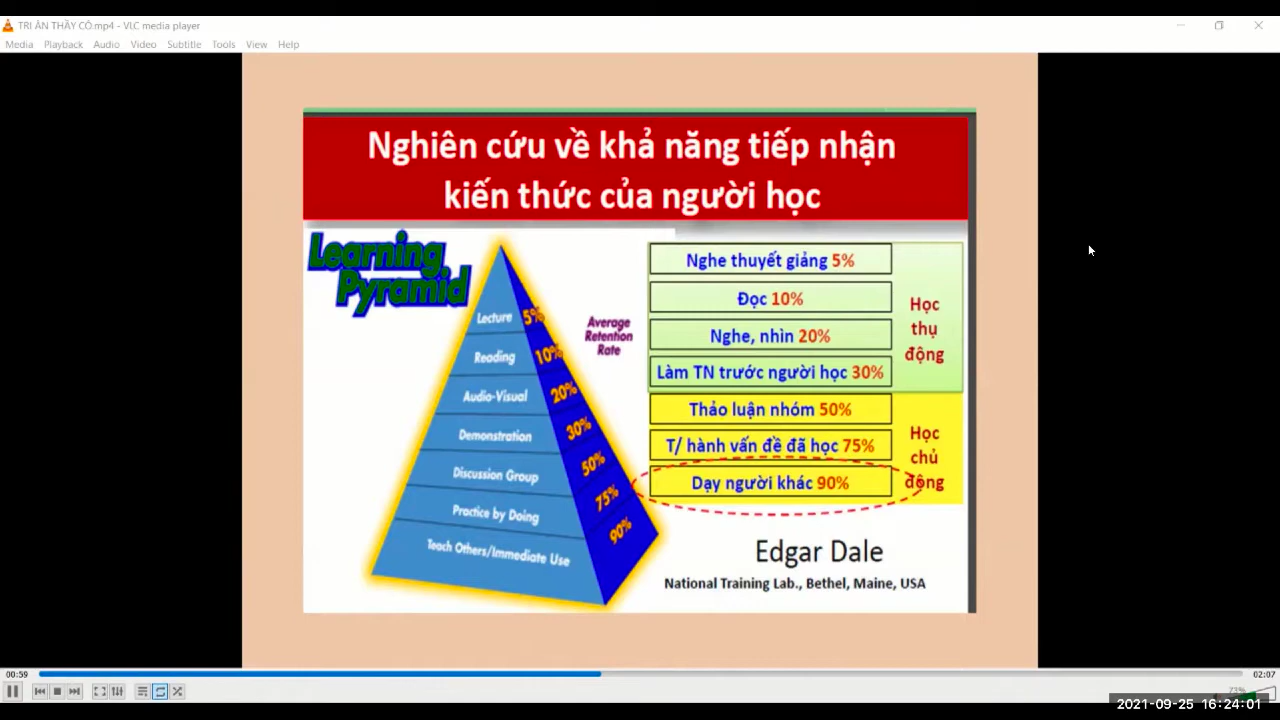 TRI ÂN THẦY CÔ.mp4 - VLC media player
Media Playback Audio Video Subtitle Tools View Help
Nghiên cứu về khả năng tiếp nhận
kiến thức của người học
Learning
Pyramid
Average
Retention
Rate
Lecture 5%
Reading 10%
Audio-Visual 20%
Demonstration 30%
Discussion Group 50%
Practice by Doing 75%
Teach Others/Immediate Use 90%
Nghe thuyết giảng 5%
Đọc 10%
Nghe, nhìn 20%
Làm TN trước người học 30%
Học
thụ
động
Thảo luận nhóm 50%
T/ hành vấn đề đã học 75%
Dạy người khác 90%
Học
chủ
động
Edgar Dale
National Training Lab., Bethel, Maine, USA
00:59
02:07
73%
2021-09-25 16:24:01